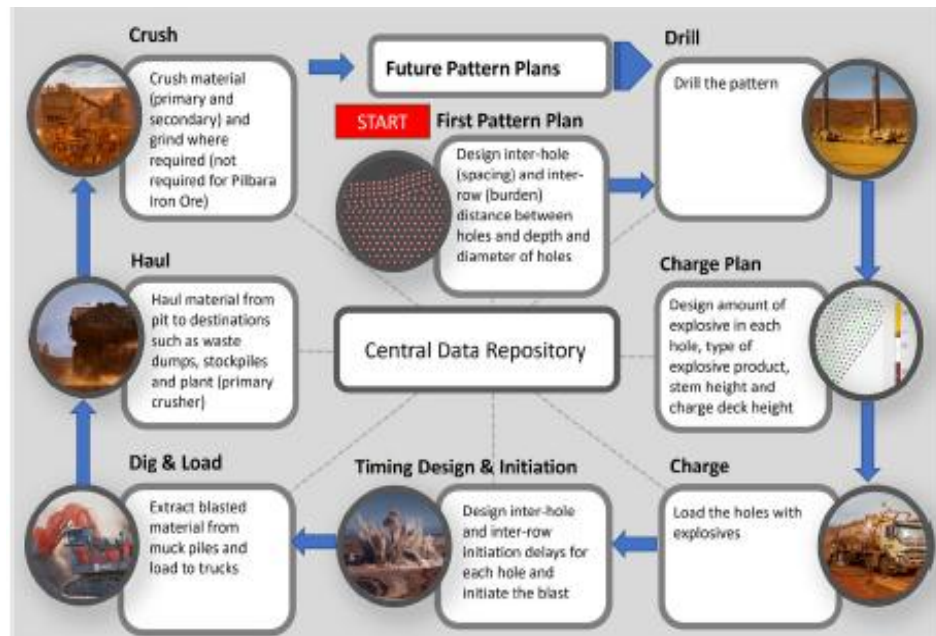 Crush
Crush material
(primary and
secondary) and
grind where
required (not
required for Pilbara
Iron Ore)
Future Pattern Plans
Drill
Drill the pattern
START
First Pattern Plan
Design inter-hole
(spacing) and inter-
row (burden)
distance between
holes and depth and
diameter of holes
Haul
Haul material from
pit to destinations
such as waste
dumps, stockpiles
and plant (primary
crusher)
Central Data Repository
Charge Plan
Design amount of
explosive in each
hole, type of
explosive product,
stem height and
charge deck height
Dig & Load
Extract blasted
material from
muck piles and
load to trucks
Timing Design & Initiation
Design inter-hole
and inter-row
initiation delays for
each hole and
initiate the blast
Charge
Load the holes with
explosives